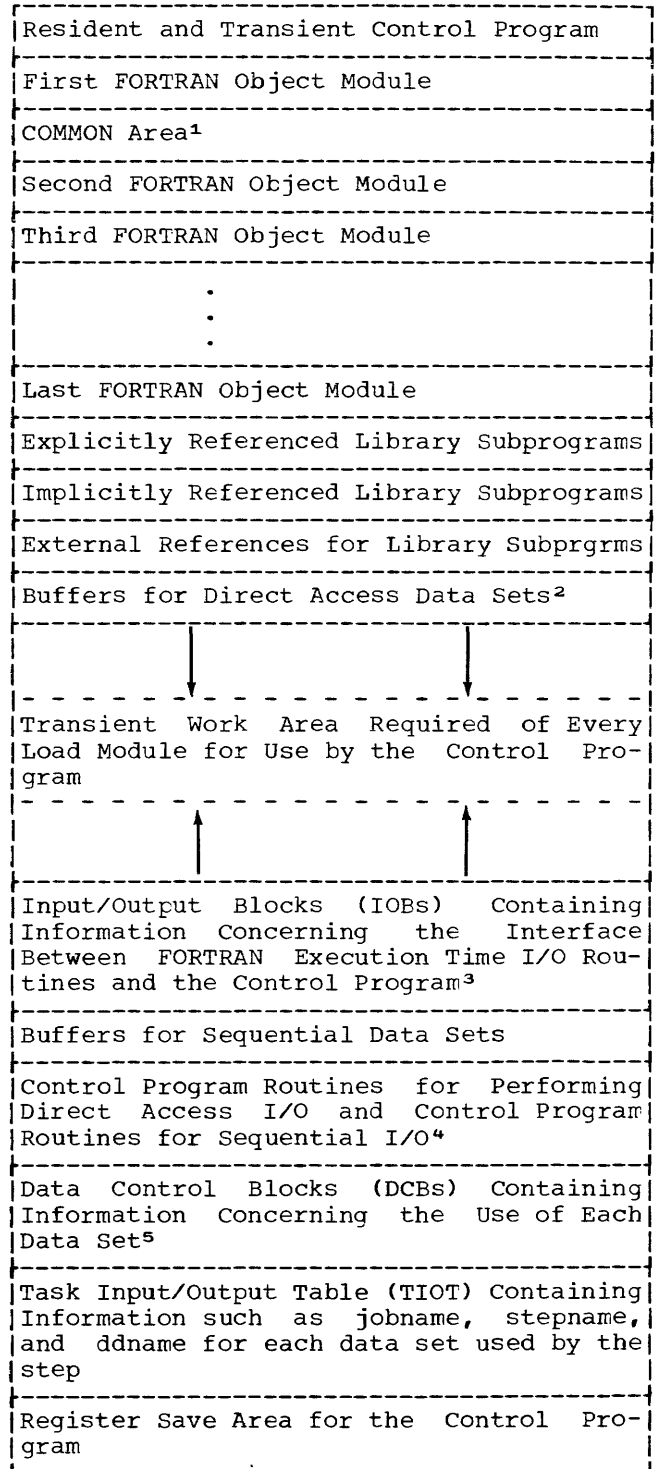 Resident and Transient Control Program
First FORTRAN Object Module
COMMON Area¹
Second FORTRAN Object Module
Third FORTRAN Object Module
.
.
.
Last FORTRAN Object Module
Explicitly Referenced Library Subprograms
Implicitly Referenced Library Subprograms
External References for Library Subprgrms
Buffers for Direct Access Data Sets²
Transient Work Area Required of Every
Load Module for Use by the Control Pro-
gram
Input/Output Blocks (IOBs) Containing
Information Concerning the Interface
Between FORTRAN Execution Time I/O Rou-
tines and the Control Program³
Buffers for Sequential Data Sets
Control Program Routines for Performing
Direct Access I/O and Control Program
Routines for Sequential I/O⁴
Data Control Blocks (DCBs) Containing
Information Concerning the Use of Each
Data Set⁵
Task Input/Output Table (TIOT) Containing
Information such as jobname, stepname,
and ddname for each data set used by the
step
Register Save Area for the Control Pro-
gram